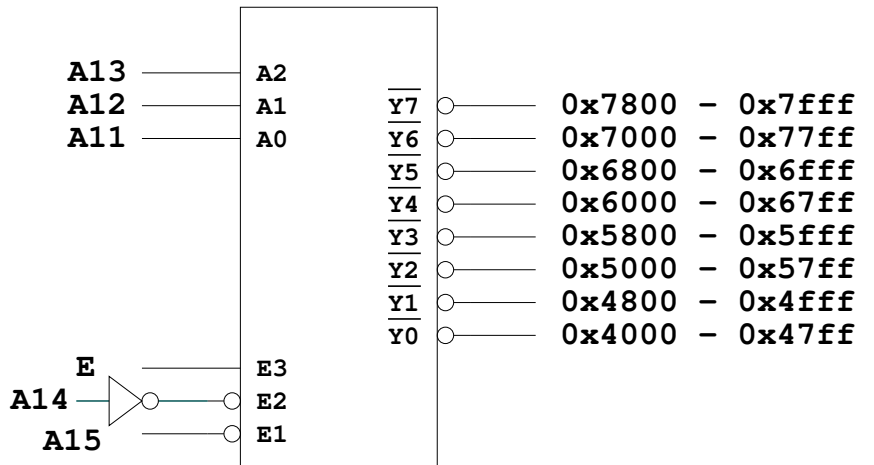 A13 A2
A12 A1 Y7 0x7800 - 0x7fff
A11 A0 Y6 0x7000 - 0x77ff
Y5 0x6800 - 0x6fff
Y4 0x6000 - 0x67ff
Y3 0x5800 - 0x5fff
Y2 0x5000 - 0x57ff
Y1 0x4800 - 0x4fff
Y0 0x4000 - 0x47ff
E E3
A14 E2
A15 E1